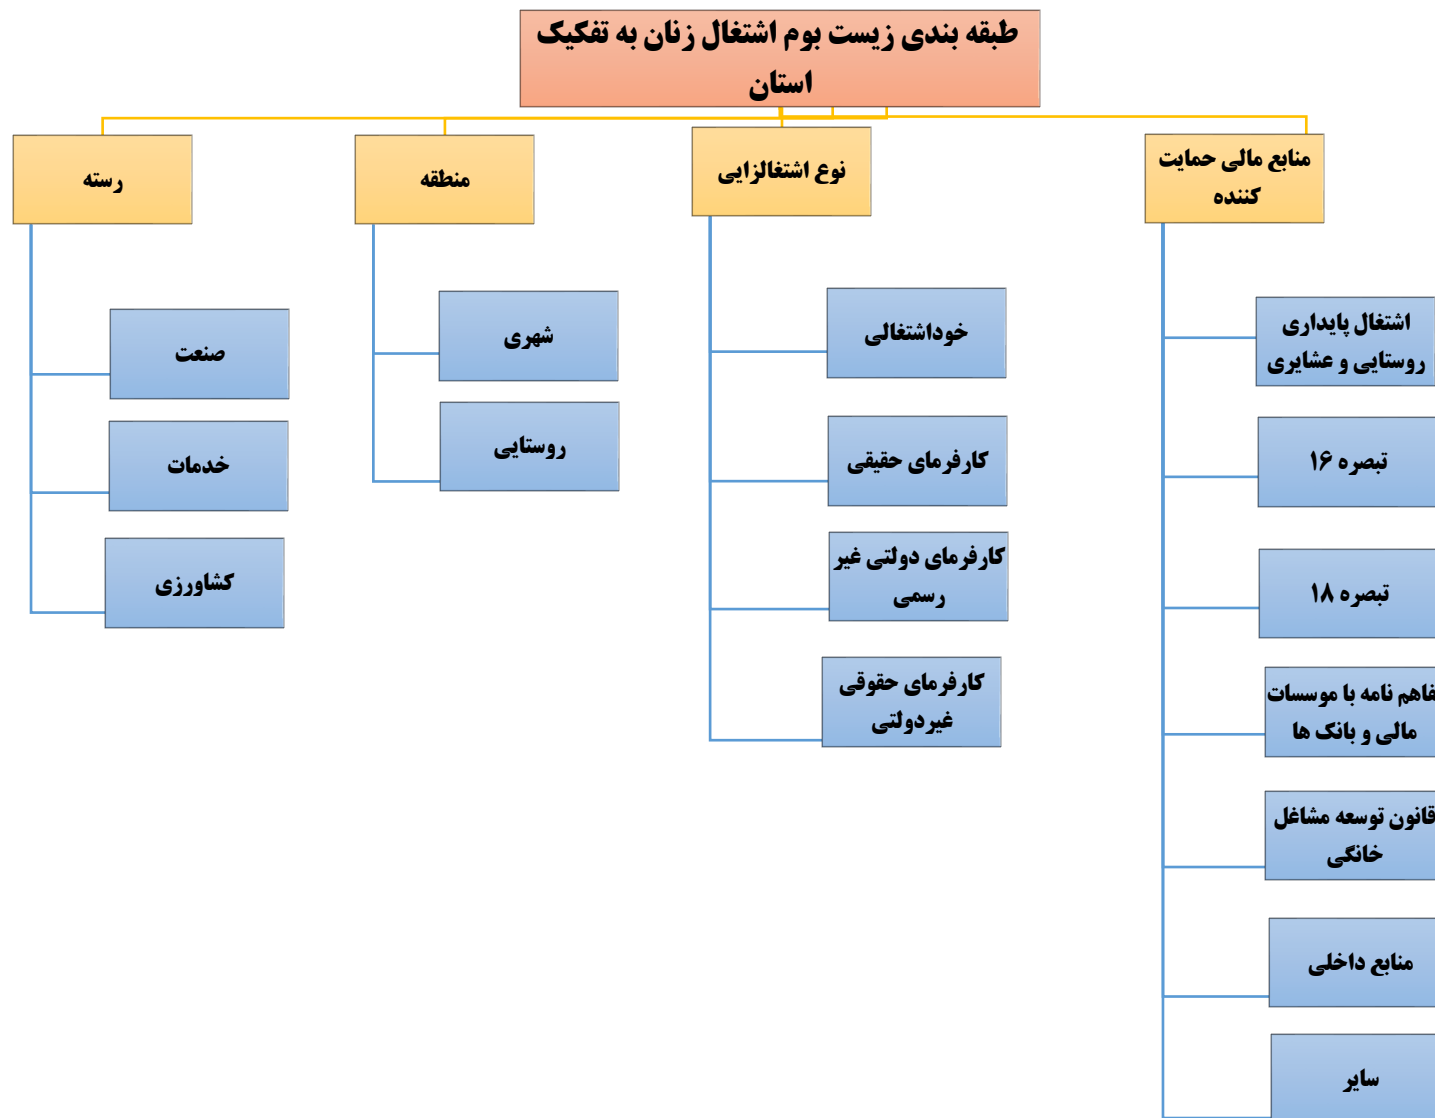 طبقه بندی زیست بوم اشتغال زنان به تفکیک
استان
منابع مالی حمایت
کننده
اشتغال پایداری
روستایی و عشایری
تبصره ۱۶
تبصره ۱۸
فاهم نامه با موسسات
مالی و بانک ها
قانون توسعه مشاغل
خانگی
منابع داخلی
سایر
نوع اشتغالزایی
خوداشتغالی
کارفرمای حقیقی
کارفرمای دولتی غیر
رسمی
کارفرمای حقوقی
غیردولتی
منطقه
شهری
روستایی
رسته
صنعت
خدمات
کشاورزی